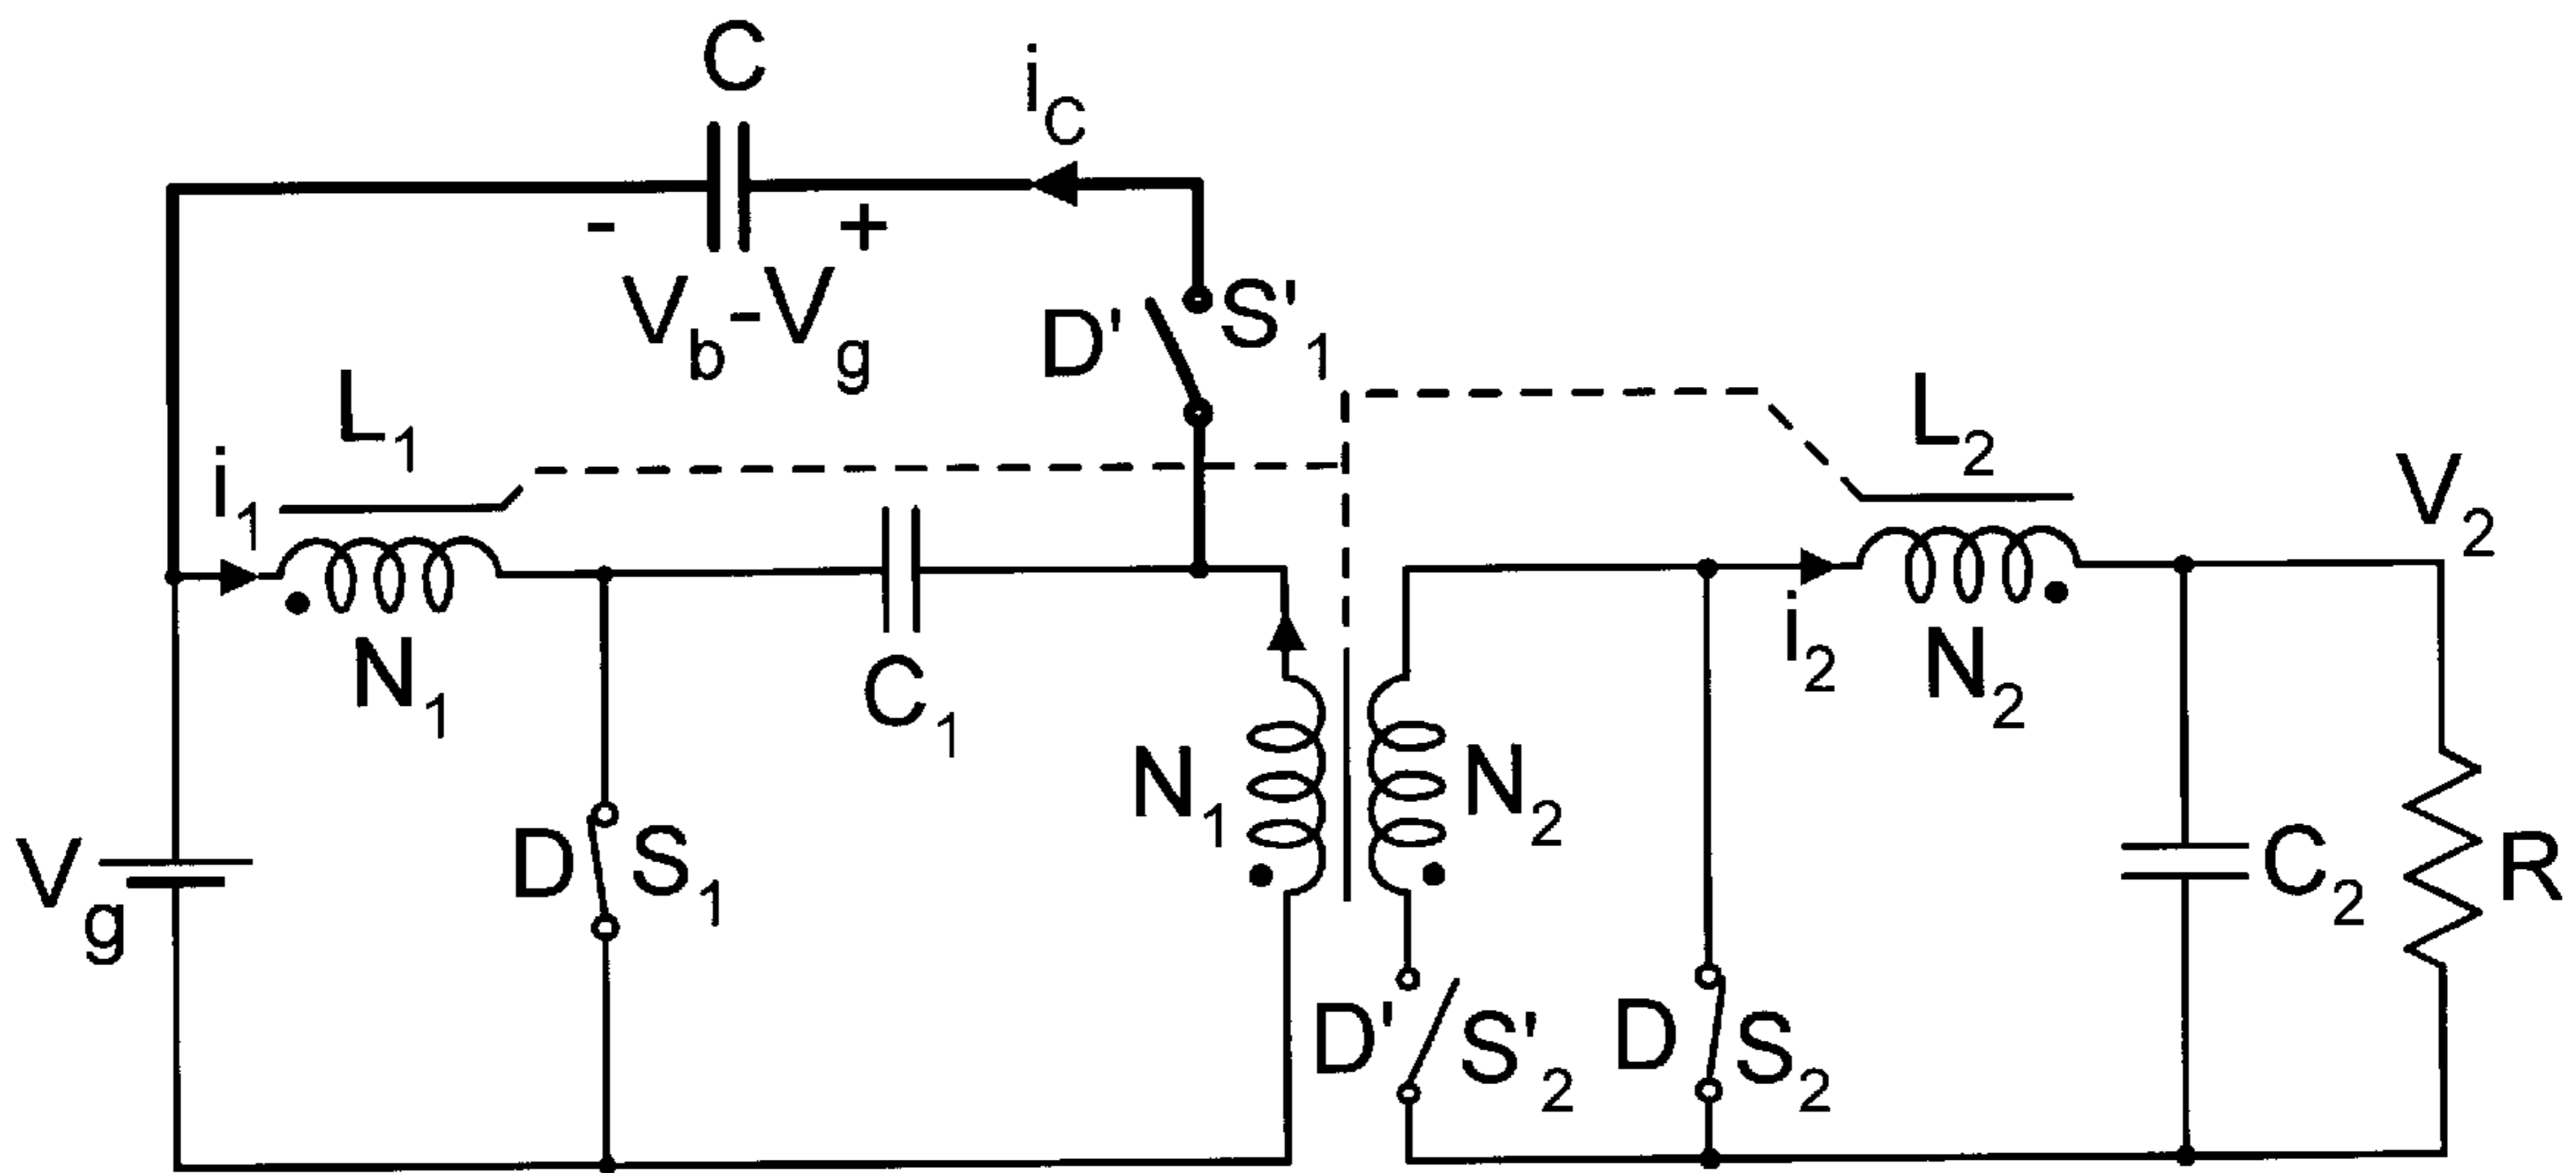 C
i_C
- +
V_b-V_g
D' S'_1
L_1
L_2
i_1
V_2
N_1
C_1
i_2
N_2
N_1
N_2
V_g
D S_1
D' S'_2
D S_2
C_2
R